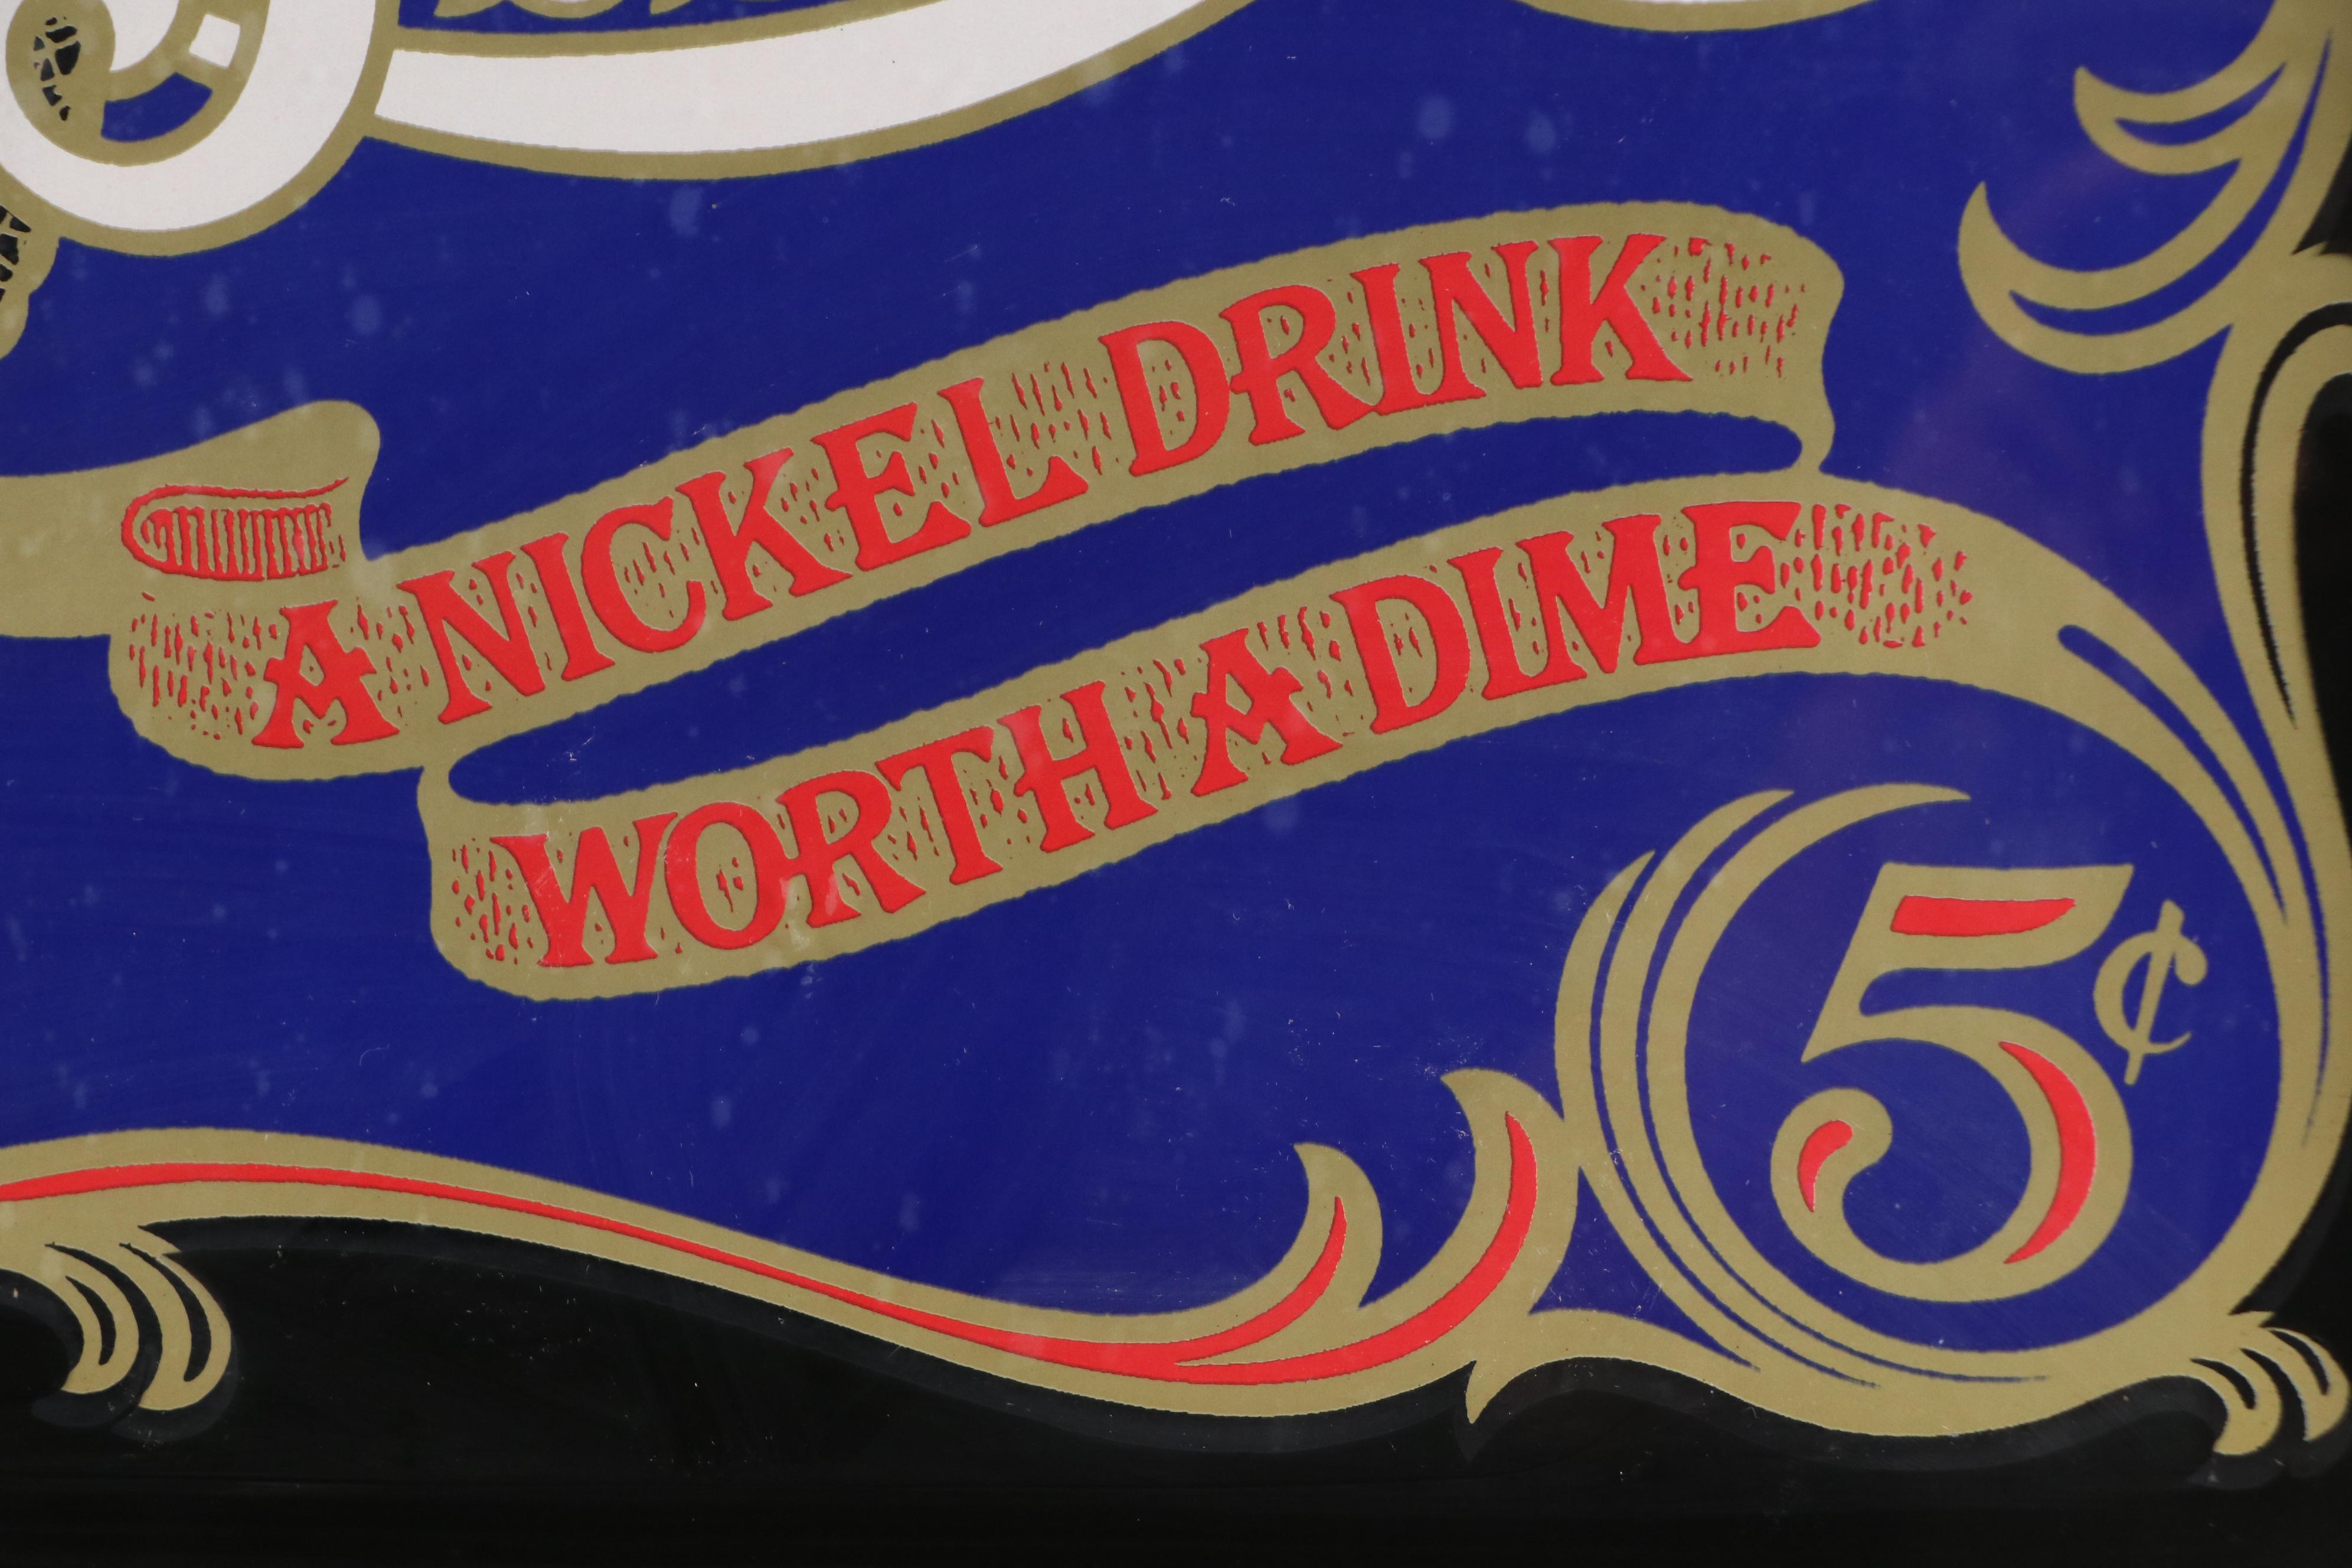 A NICKEL DRINK
WORTH A DIME
5¢